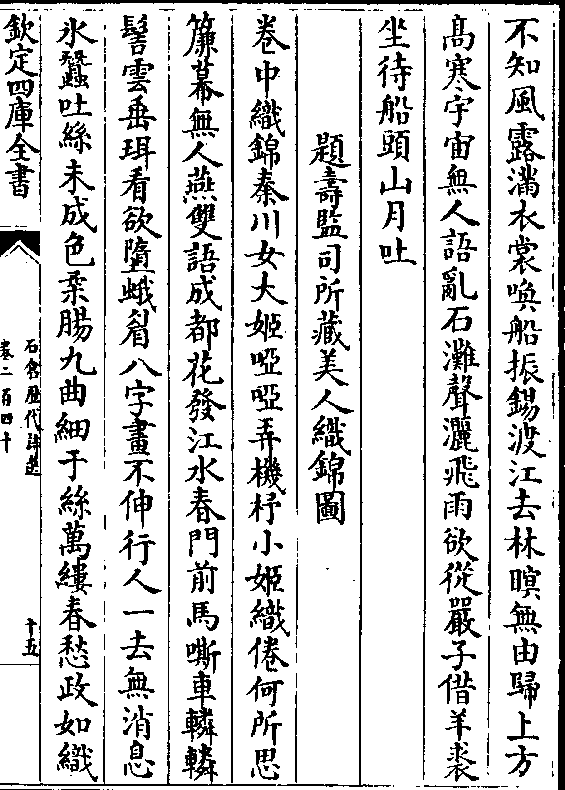 不知風露滿衣裳喚船振錫渡江去林暝無由歸上方
高寒宇宙無人語亂石灘聲灑飛雨欲從嚴子借羊裘
坐待船頭山月吐
題壽監司所藏美人織錦圖
卷中織錦秦川女大姬啞啞弄機杼小姬織倦何所思
簾幕無人燕雙語成都花發江水春門前馬嘶車轔轔
髻雲垂珥看欲墮蛾眉八字畫不伸行人一去無消息
氷蠶吐絲未成色柔腸九曲細于絲萬縷春愁政如織
欽定四庫全書
石倉歷代詩選
卷二百四十
十五